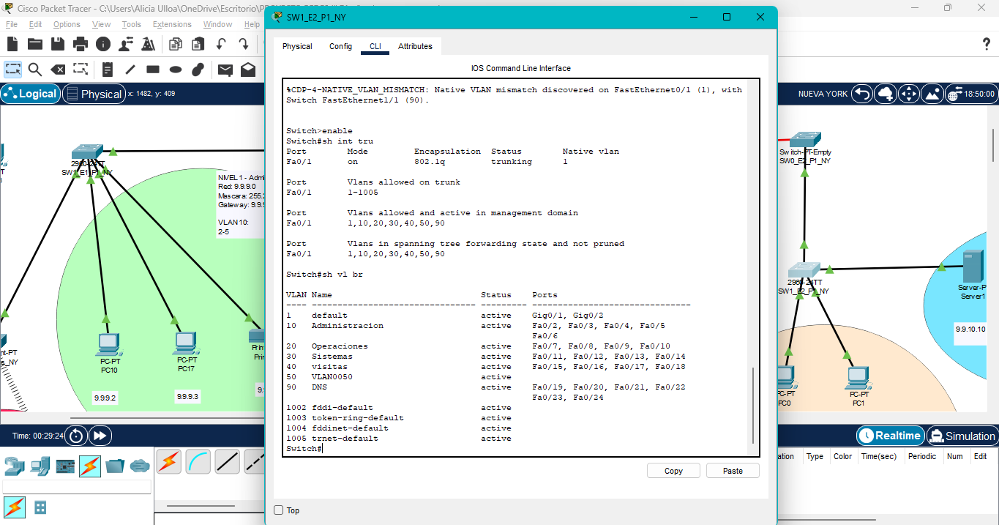 Cisco Packet Tracer - C:\Users\Alicia Ulloa\OneDrive\Escritorio\
SW1_E2_P1_NY
File Edit Options View Tools Extensions Window Help
Physical Config CLI Attributes
IOS Command Line Interface
Logical
Physical
x: 1482, y: 409
NUEVA YORK
18:50:00
%CDP-4-NATIVE_VLAN_MISMATCH: Native VLAN mismatch discovered on FastEthernet0/1 (1), with
Switch FastEthernet1/1 (90).
Switch>enable
Switch#sh int tru
Port Mode Encapsulation Status Native vlan
Fa0/1 on 802.1q trunking 1
Port Vlans allowed on trunk
Fa0/1 1-1005
Port Vlans allowed and active in management domain
Fa0/1 1,10,20,30,40,50,90
Port Vlans in spanning tree forwarding state and not pruned
Fa0/1 1,10,20,30,40,50,90
Switch#sh vl br
VLAN Name Status Ports
---- -------------------------------- --------- -------------------------------
1 default active Gig0/1, Gig0/2
10 Administracion active Fa0/2, Fa0/3, Fa0/4, Fa0/5
Fa0/6
20 Operaciones active Fa0/7, Fa0/8, Fa0/9, Fa0/10
30 Sistemas active Fa0/11, Fa0/12, Fa0/13, Fa0/14
40 visitas active Fa0/15, Fa0/16, Fa0/17, Fa0/18
50 VLAN0050 active
90 DNS active Fa0/19, Fa0/20, Fa0/21, Fa0/22
Fa0/23, Fa0/24
1002 fddi-default active
1003 token-ring-default active
1004 fddinet-default active
1005 trnet-default active
Switch#
Copy
Paste
Top
2960-24TT
SW1_E1_P1_NY
NIVEL 1 - Admi
Red: 9.9.9.0
Mascara: 255.
Gateway: 9.9.
VLAN 10:
2-5
PC-PT
PC10
PC-PT
PC17
Prin
Prin
nt-PT
s_NY
9.9.9.2
9.9.9.3
9.
Switch-PT-Empty
SW0_E2_P1_NY
2960-24TT
SW1_E2_P1_NY
Server-P
Server1
9.9.10.10
PC-PT
PC0
PC-PT
PC1
Time: 00:29:24
Realtime
Simulation
ation Type Color Time(sec) Periodic Num Edit